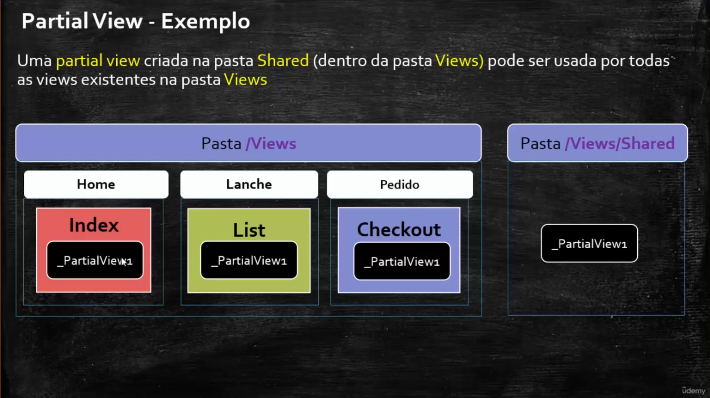 Partial View - Exemplo
Uma partial view criada na pasta Shared (dentro da pasta Views) pode ser usada por todas
as views existentes na pasta Views
Pasta /Views
Pasta /Views/Shared
Home
Lanche
Pedido
Index
List
Checkout
_PartialView1
_PartialView1
_PartialView1
_PartialView1
ûdemy